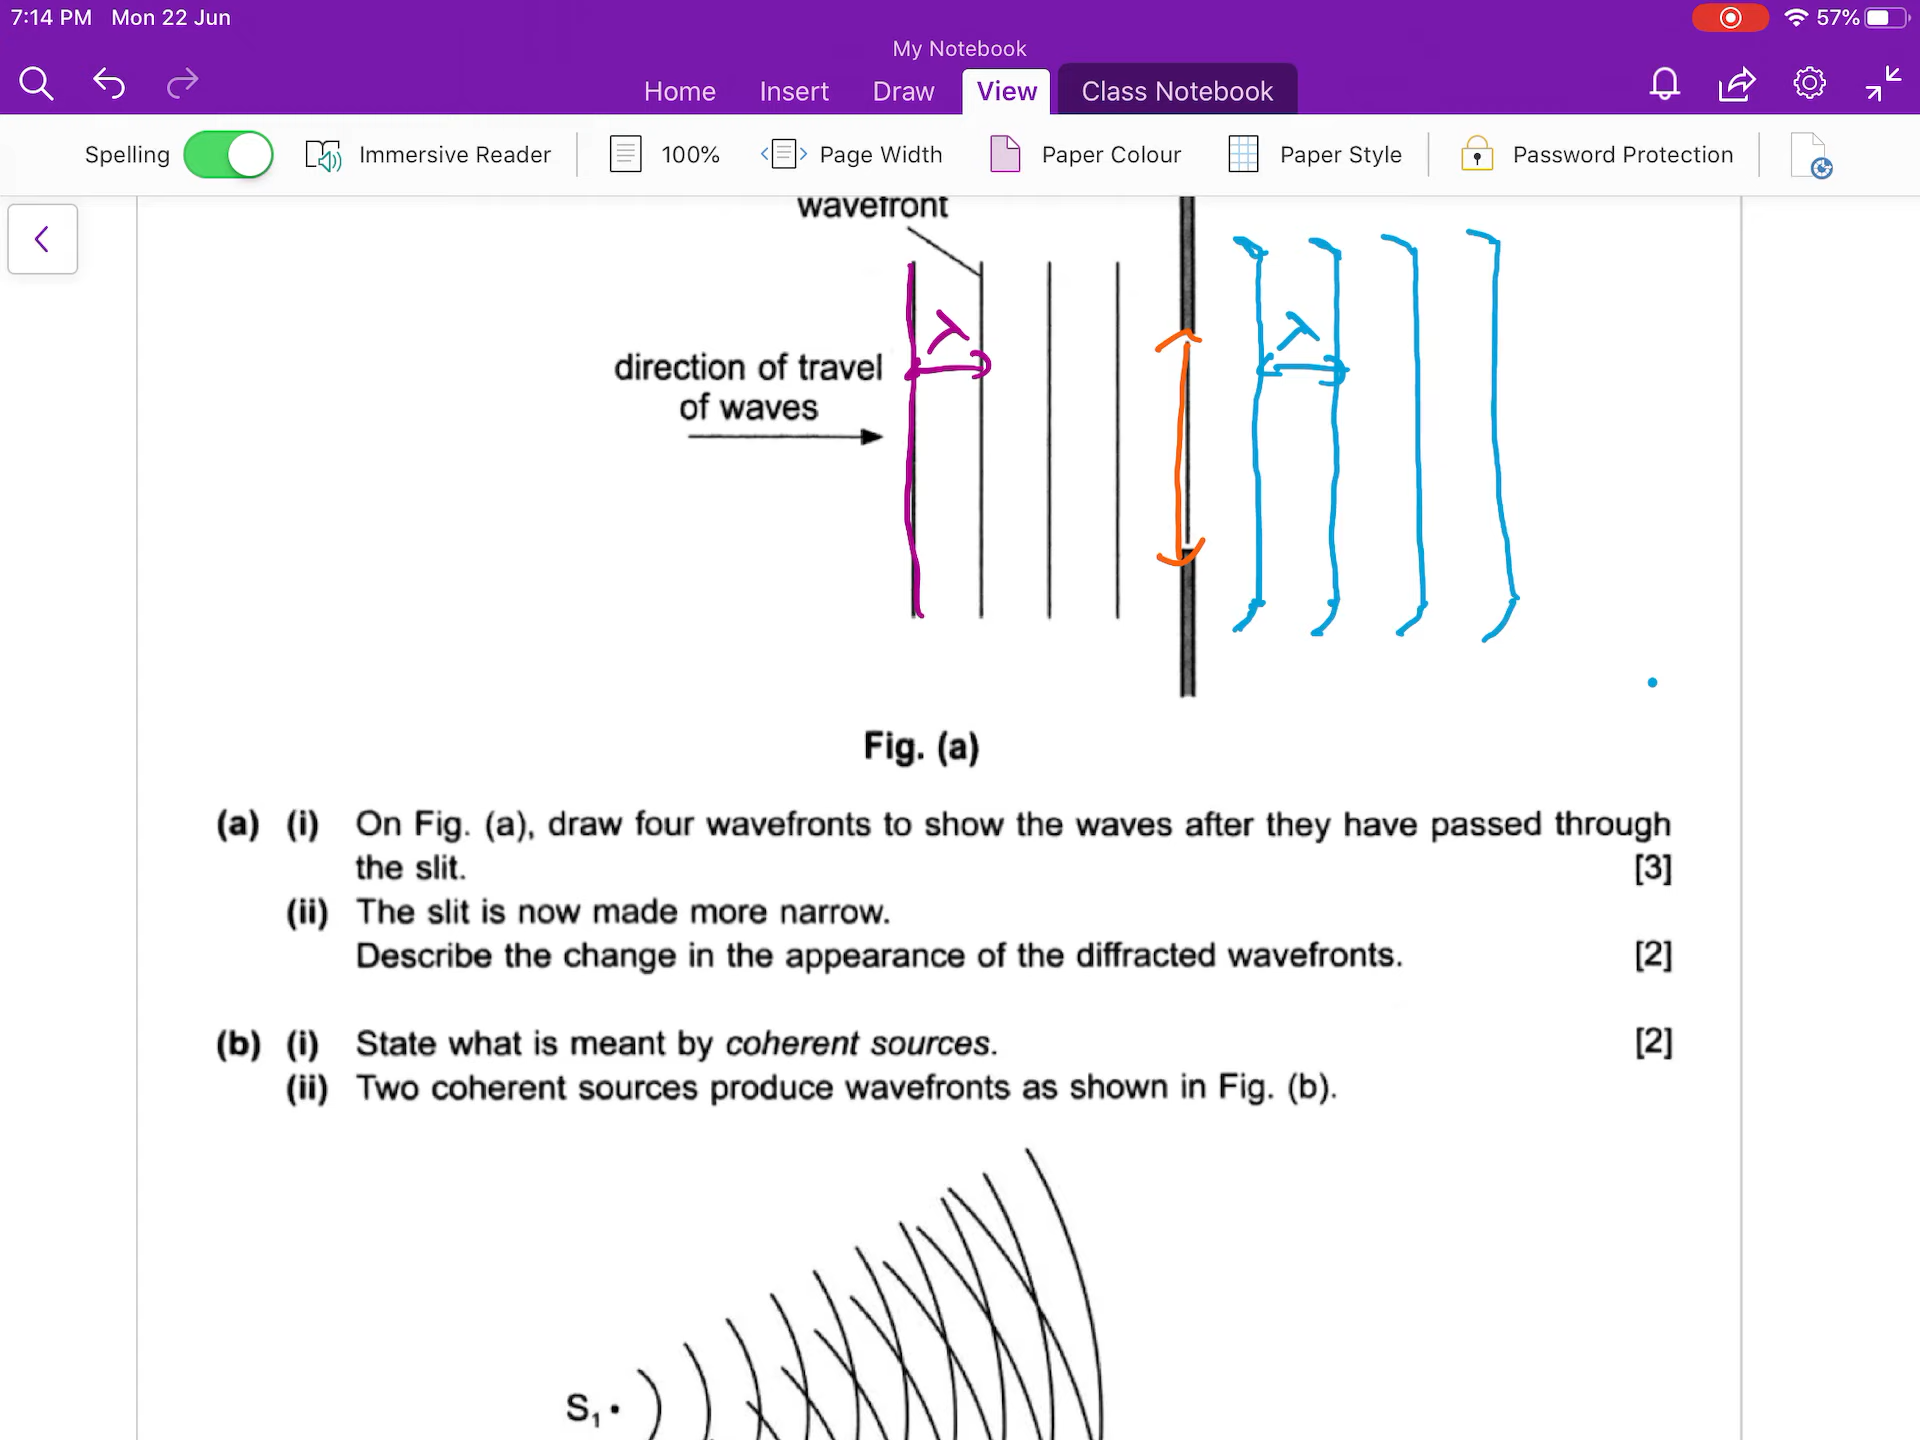 7:14 PM Mon 22 Jun
57%
My Notebook
Home Insert Draw View Class Notebook
Spelling Immersive Reader 100% Page Width Paper Colour Paper Style Password Protection
wavefront
λ λ
direction of travel
of waves
Fig. (a)
(a) (i) On Fig. (a), draw four wavefronts to show the waves after they have passed through
the slit. [3]
(ii) The slit is now made more narrow.
Describe the change in the appearance of the diffracted wavefronts. [2]
(b) (i) State what is meant by coherent sources. [2]
(ii) Two coherent sources produce wavefronts as shown in Fig. (b).
S₁